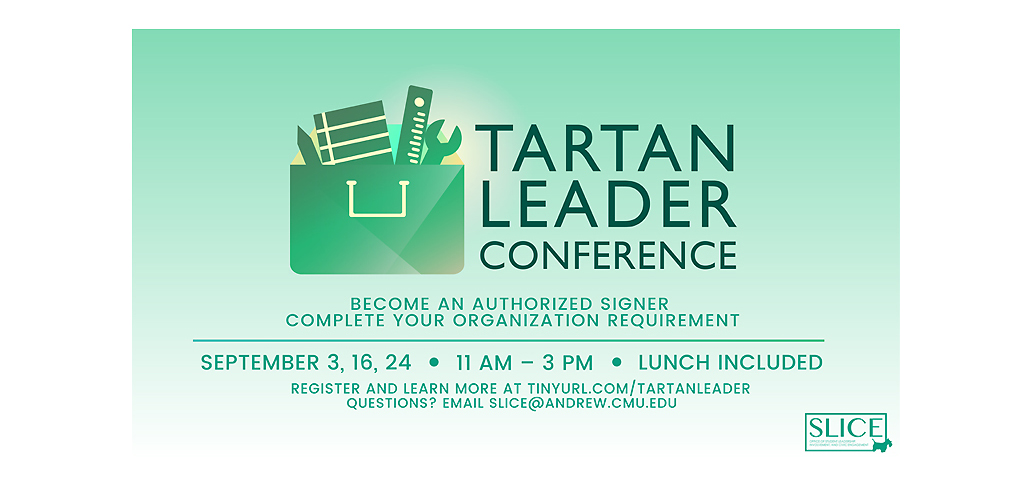 TARTAN
LEADER
CONFERENCE
BECOME AN AUTHORIZED SIGNER
COMPLETE YOUR ORGANIZATION REQUIREMENT
SEPTEMBER 3, 16, 24 • 11 AM – 3 PM • LUNCH INCLUDED
REGISTER AND LEARN MORE AT TINYURL.COM/TARTANLEADER
QUESTIONS? EMAIL SLICE@ANDREW.CMU.EDU
SLICE